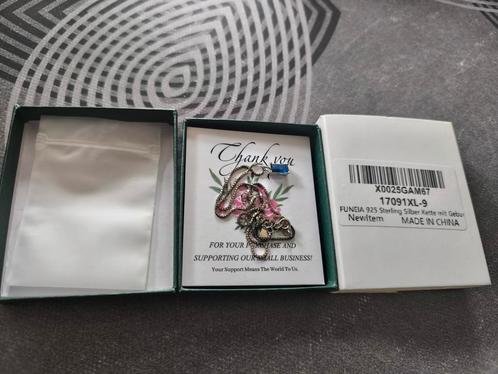 Thank you
FOR YOUR PURCHASE AND
SUPPORTING OUR SMALL BUSINESS!
Your Support Means The World To Us.
X0025GAM67
17091XL-9
FUNEIA 925 Sterling Silber Kette mit Gebur
NewItem MADE IN CHINA